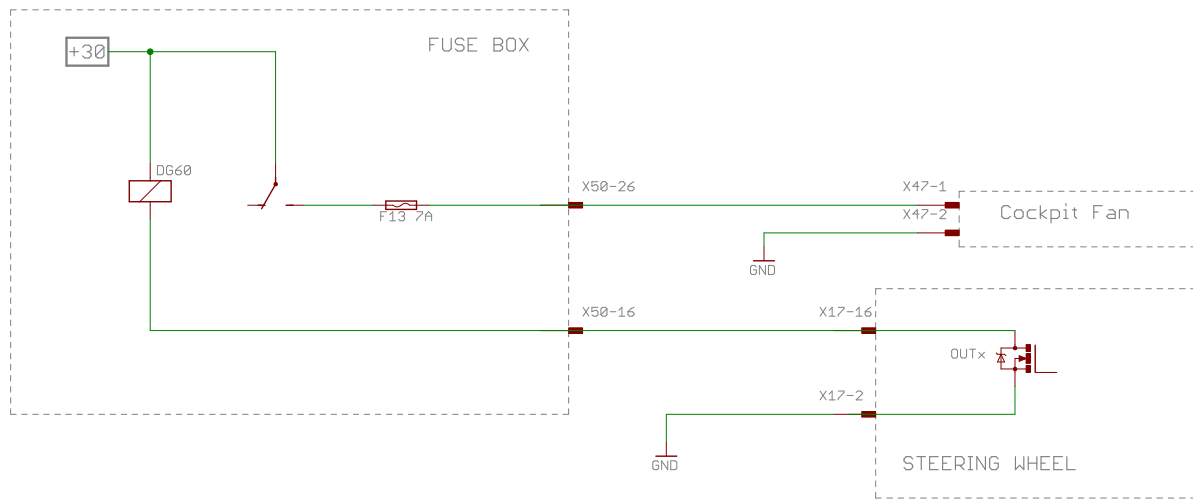 FUSE BOX
+30
DG60
F13 7A
X50-26
X47-1
X47-2
Cockpit Fan
GND
X50-16
X17-16
OUTx
X17-2
GND
STEERING WHEEL